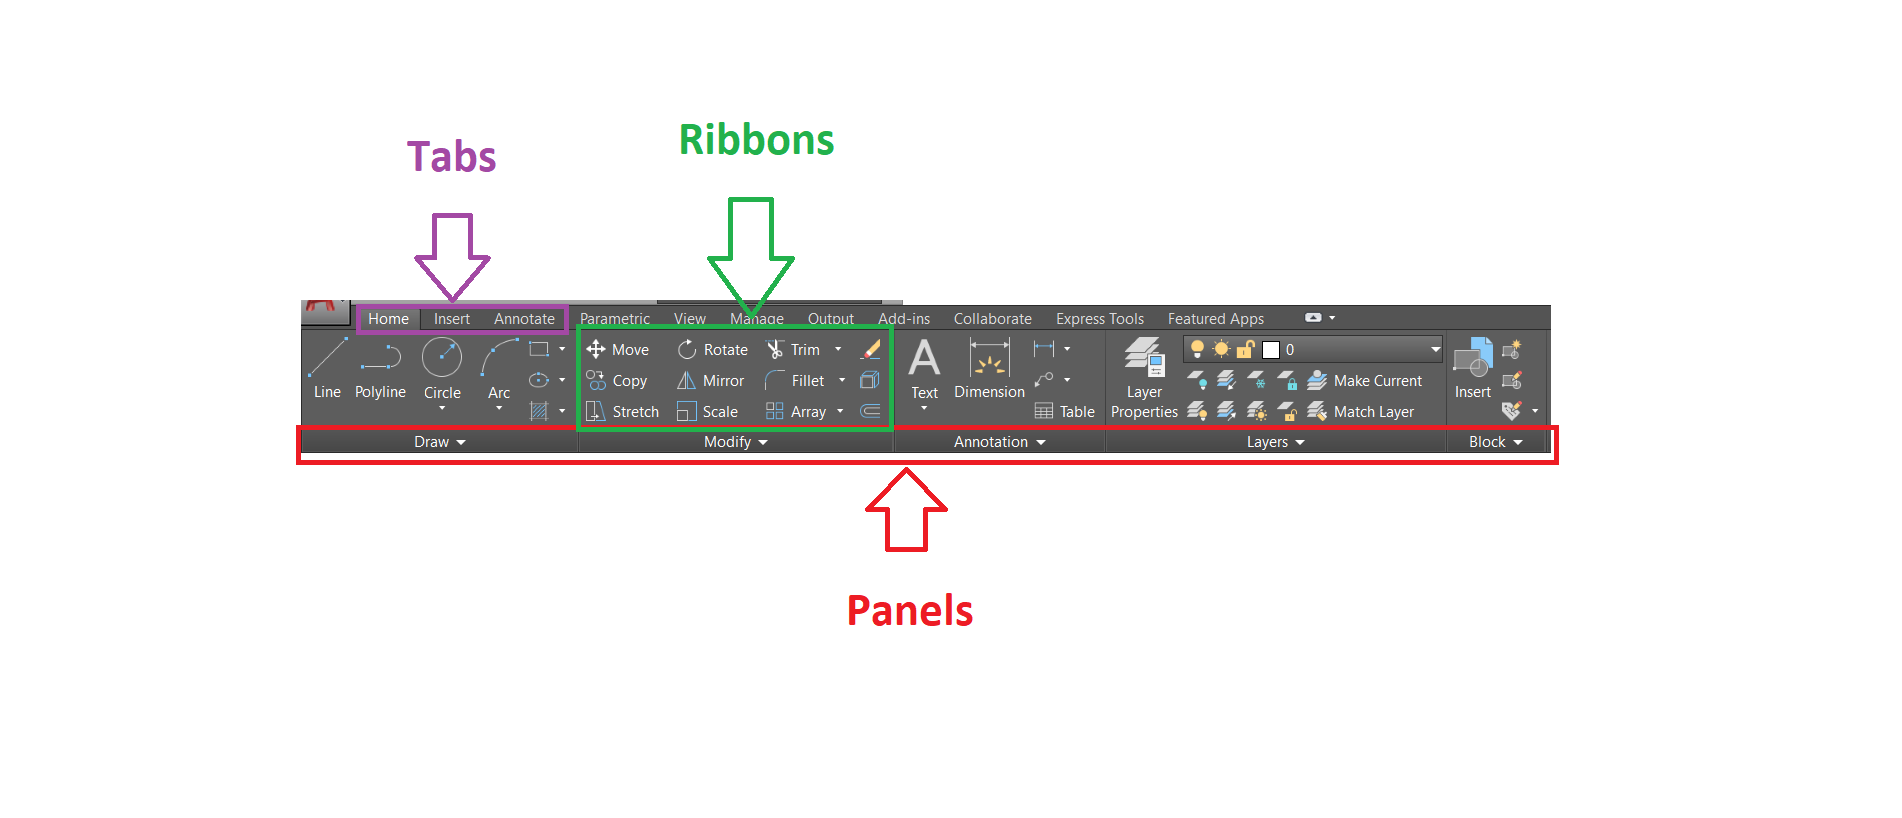 Ribbons
Tabs
Home Insert Annotate Parametric View Manage Output Add-ins Collaborate Express Tools Featured Apps
Line Polyline Circle Arc
Move Rotate Trim
Copy Mirror Fillet
Stretch Scale Array
Text Dimension
Table
Layer
Properties
0
Make Current
Match Layer
Insert
Draw Modify Annotation Layers Block
Panels